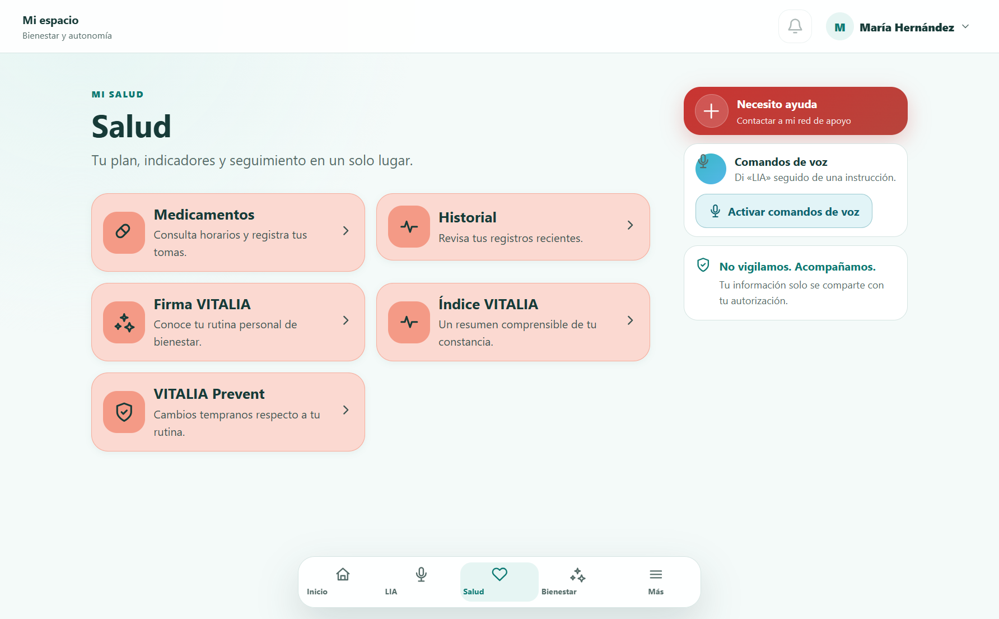 Mi espacio
Bienestar y autonomía
M
María Hernández
MI SALUD
Salud
Tu plan, indicadores y seguimiento en un solo lugar.
Medicamentos
Consulta horarios y registra tus
tomas.
Historial
Revisa tus registros recientes.
Firma VITALIA
Conoce tu rutina personal de
bienestar.
Índice VITALIA
Un resumen comprensible de tu
constancia.
VITALIA Prevent
Cambios tempranos respecto a tu
rutina.
Necesito ayuda
Contactar a mi red de apoyo
Comandos de voz
Di «LIA» seguido de una instrucción.
Activar comandos de voz
No vigilamos. Acompañamos.
Tu información solo se comparte con
tu autorización.
Inicio
LIA
Salud
Bienestar
Más